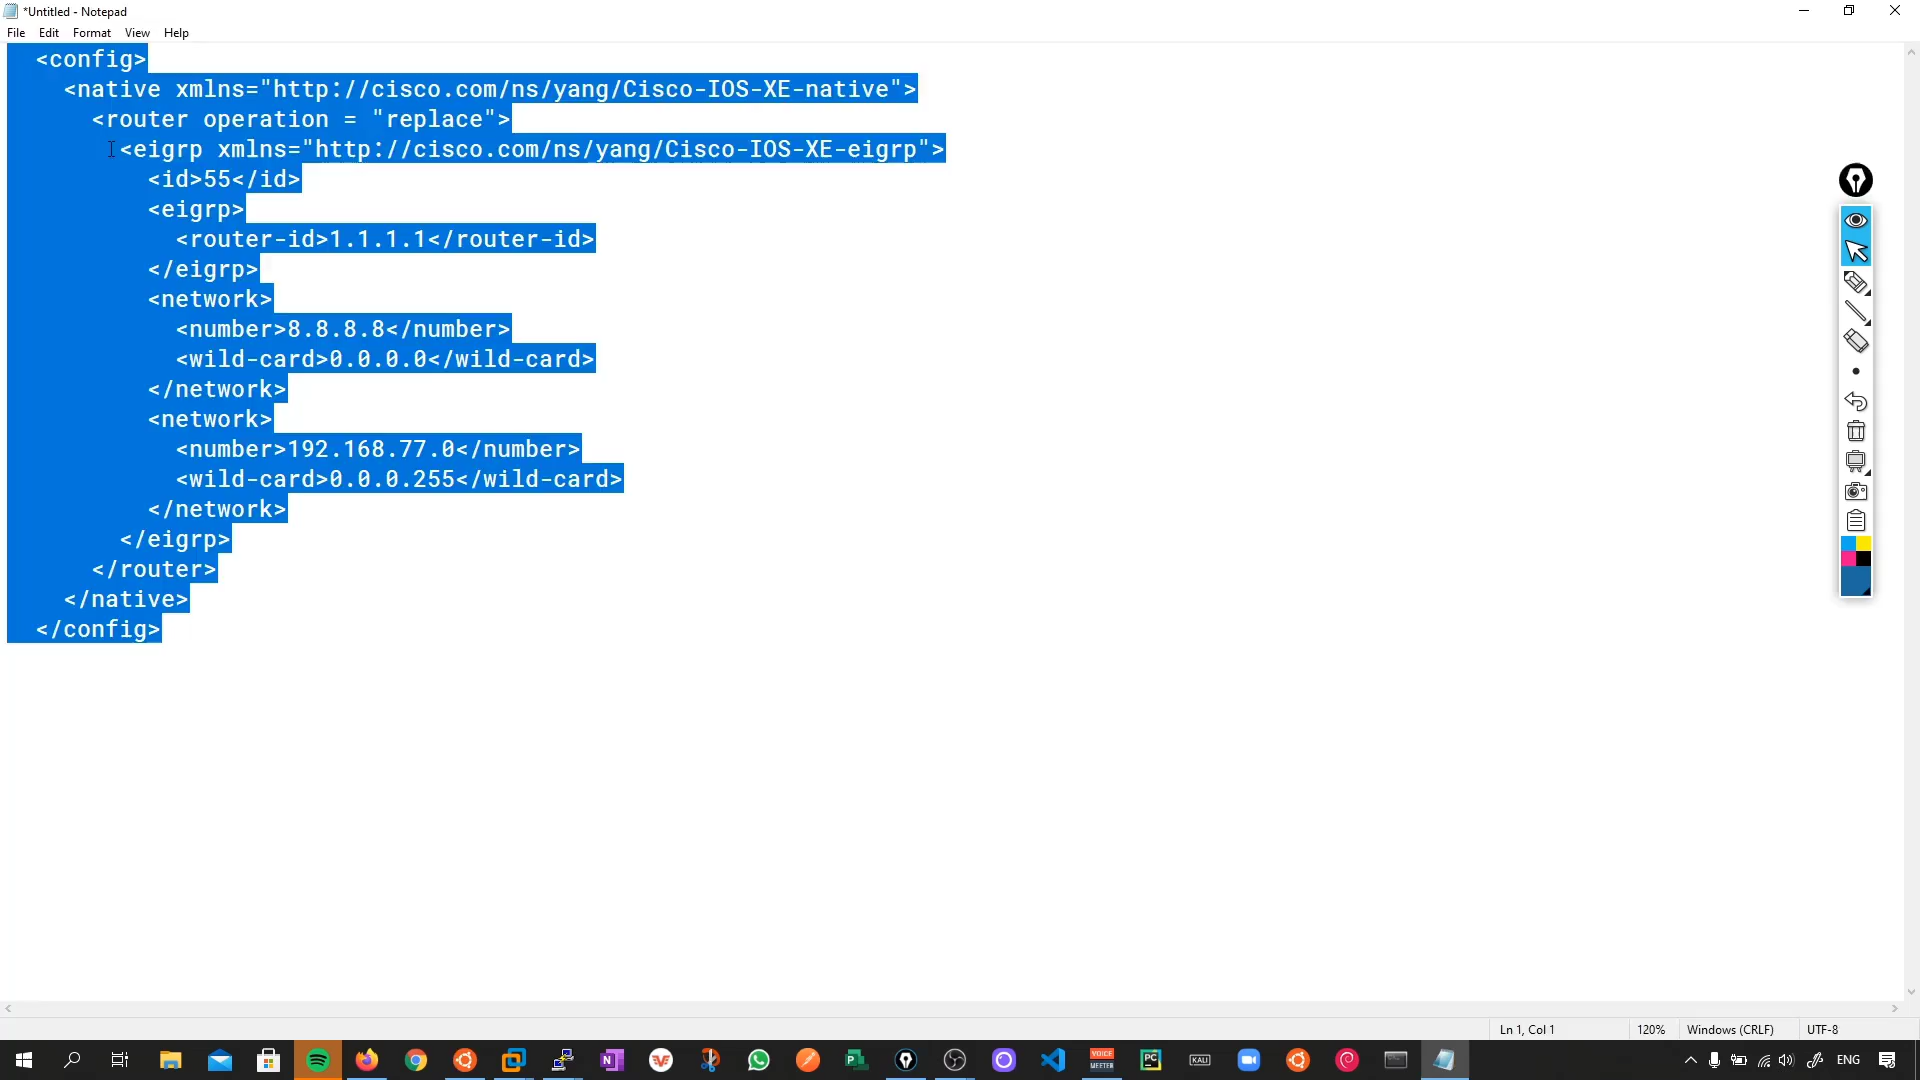 *Untitled - Notepad
File Edit Format View Help
<config>
<native xmlns="http://cisco.com/ns/yang/Cisco-IOS-XE-native">
<router operation = "replace">
<eigrp xmlns="http://cisco.com/ns/yang/Cisco-IOS-XE-eigrp">
<id>55</id>
<eigrp>
<router-id>1.1.1.1</router-id>
</eigrp>
<network>
<number>8.8.8.8</number>
<wild-card>0.0.0.0</wild-card>
</network>
<network>
<number>192.168.77.0</number>
<wild-card>0.0.0.255</wild-card>
</network>
</eigrp>
</router>
</native>
</config>
Ln 1, Col 1 120% Windows (CRLF) UTF-8
N P VOICE MEETER PC KALI ENG